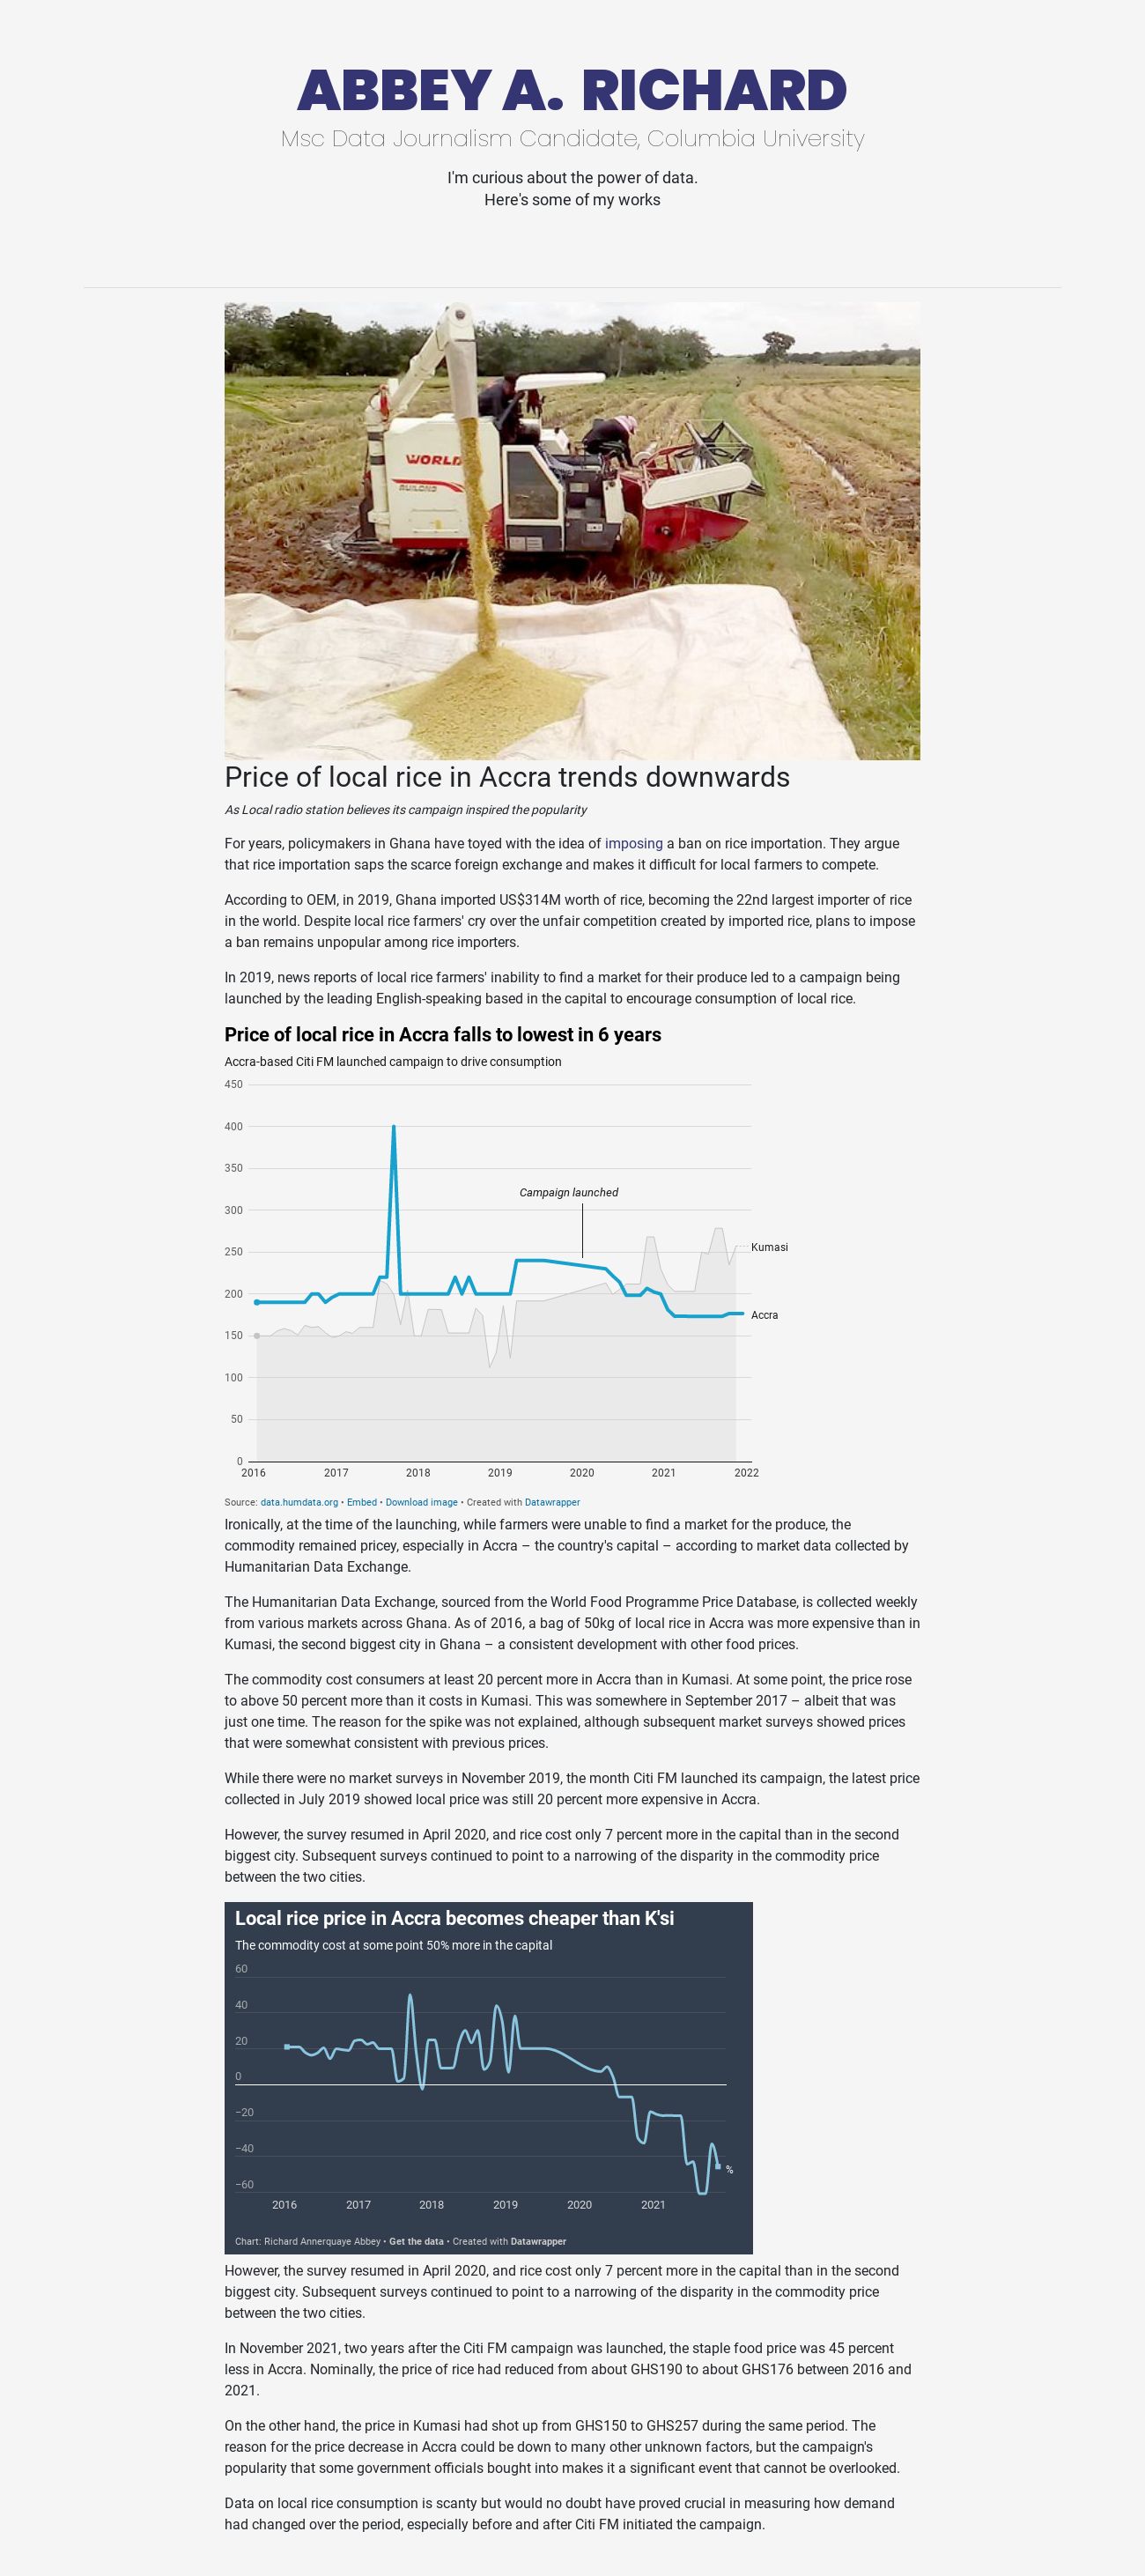 ABBEY A. RICHARD
Msc Data Journalism Candidate, Columbia University
I'm curious about the power of data.
Here's some of my works
WORLD
RUILONG
Price of local rice in Accra trends downwards
As Local radio station believes its campaign inspired the popularity
For years, policymakers in Ghana have toyed with the idea of imposing a ban on rice importation. They argue
that rice importation saps the scarce foreign exchange and makes it difficult for local farmers to compete.
According to OEM, in 2019, Ghana imported US$314M worth of rice, becoming the 22nd largest importer of rice
in the world. Despite local rice farmers' cry over the unfair competition created by imported rice, plans to impose
a ban remains unpopular among rice importers.
In 2019, news reports of local rice farmers' inability to find a market for their produce led to a campaign being
launched by the leading English-speaking based in the capital to encourage consumption of local rice.
Price of local rice in Accra falls to lowest in 6 years
Accra-based Citi FM launched campaign to drive consumption
450
400
350
Campaign launched
300
250
Kumasi
200
Accra
150
100
50
0
2016 2017 2018 2019 2020 2021 2022
Source: data.humdata.org • Embed • Download image • Created with Datawrapper
Ironically, at the time of the launching, while farmers were unable to find a market for the produce, the
commodity remained pricey, especially in Accra – the country's capital – according to market data collected by
Humanitarian Data Exchange.
The Humanitarian Data Exchange, sourced from the World Food Programme Price Database, is collected weekly
from various markets across Ghana. As of 2016, a bag of 50kg of local rice in Accra was more expensive than in
Kumasi, the second biggest city in Ghana – a consistent development with other food prices.
The commodity cost consumers at least 20 percent more in Accra than in Kumasi. At some point, the price rose
to above 50 percent more than it costs in Kumasi. This was somewhere in September 2017 – albeit that was
just one time. The reason for the spike was not explained, although subsequent market surveys showed prices
that were somewhat consistent with previous prices.
While there were no market surveys in November 2019, the month Citi FM launched its campaign, the latest price
collected in July 2019 showed local price was still 20 percent more expensive in Accra.
However, the survey resumed in April 2020, and rice cost only 7 percent more in the capital than in the second
biggest city. Subsequent surveys continued to point to a narrowing of the disparity in the commodity price
between the two cities.
Local rice price in Accra becomes cheaper than K'si
The commodity cost at some point 50% more in the capital
60
40
20
0
−20
−40
%
−60
2016 2017 2018 2019 2020 2021
Chart: Richard Annerquaye Abbey • Get the data • Created with Datawrapper
However, the survey resumed in April 2020, and rice cost only 7 percent more in the capital than in the second
biggest city. Subsequent surveys continued to point to a narrowing of the disparity in the commodity price
between the two cities.
In November 2021, two years after the Citi FM campaign was launched, the staple food price was 45 percent
less in Accra. Nominally, the price of rice had reduced from about GHS190 to about GHS176 between 2016 and
2021.
On the other hand, the price in Kumasi had shot up from GHS150 to GHS257 during the same period. The
reason for the price decrease in Accra could be down to many other unknown factors, but the campaign's
popularity that some government officials bought into makes it a significant event that cannot be overlooked.
Data on local rice consumption is scanty but would no doubt have proved crucial in measuring how demand
had changed over the period, especially before and after Citi FM initiated the campaign.